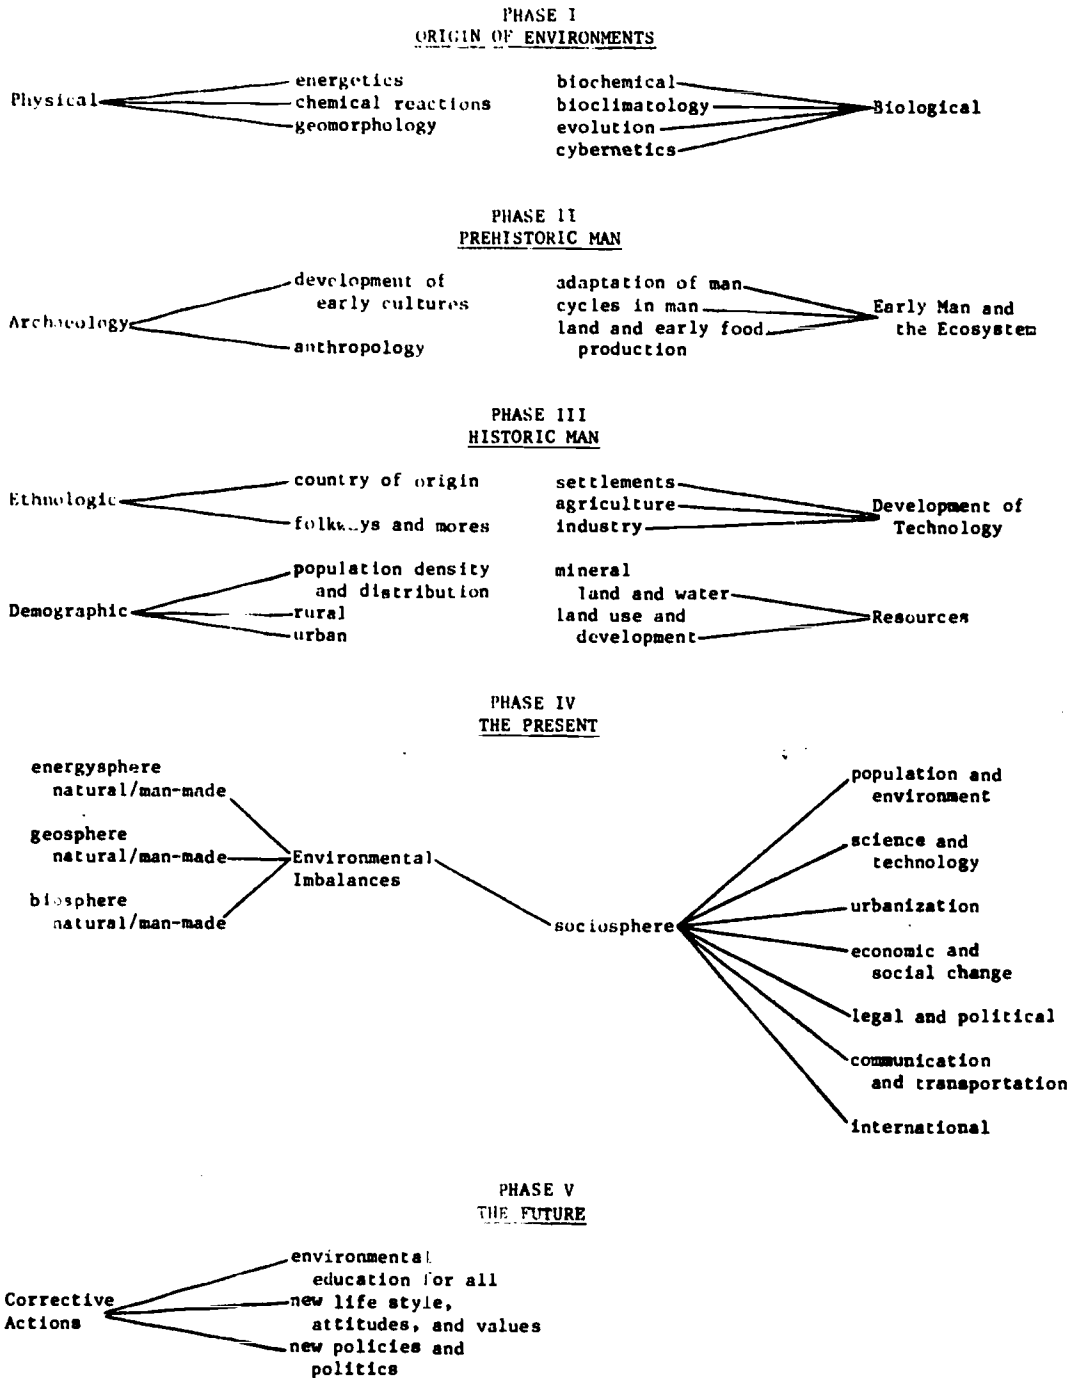 PHASE I
ORIGIN OF ENVIRONMENTS
Physical
energetics
chemical reactions
geomorphology
biochemical
bioclimatology
evolution
cybernetics
Biological
PHASE II
PREHISTORIC MAN
Archaeology
development of
early cultures
anthropology
adaptation of man
cycles in man
land and early food
production
Early Man and
the Ecosystem
PHASE III
HISTORIC MAN
Ethnologic
country of origin
folkways and mores
settlements
agriculture
industry
Development of
Technology
Demographic
population density
and distribution
rural
urban
mineral
land and water
land use and
development
Resources
PHASE IV
THE PRESENT
energysphere
natural/man-made
geosphere
natural/man-made
biosphere
natural/man-made
Environmental
Imbalances
sociosphere
population and
environment
science and
technology
urbanization
economic and
social change
legal and political
communication
and transportation
international
PHASE V
THE FUTURE
Corrective
Actions
environmental
education for all
new life style,
attitudes, and values
new policies and
politics